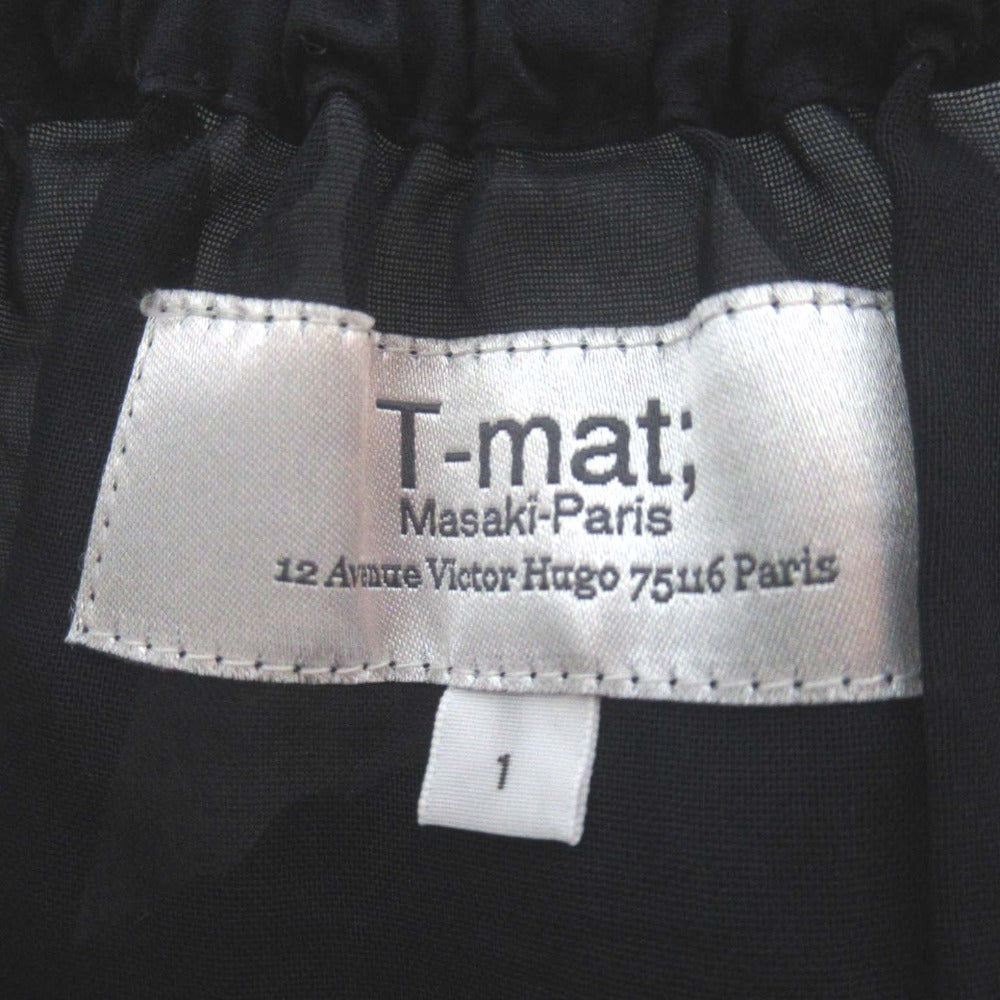 T-mat;
Masaki-Paris
12 Avenue Victor Hugo 75116 Paris
1